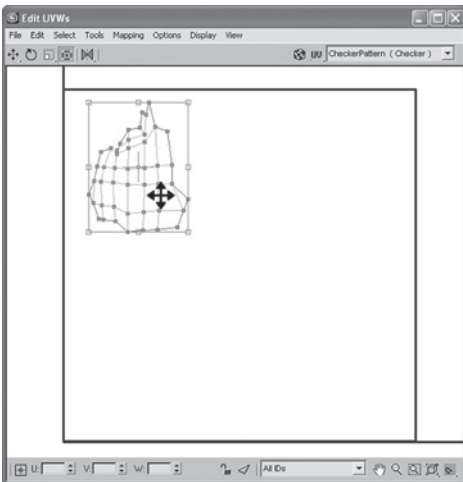 Edit UVWs
File Edit Select Tools Mapping Options Display View
UV CheckerPattern ( Checker )
U: V: W: All IDs